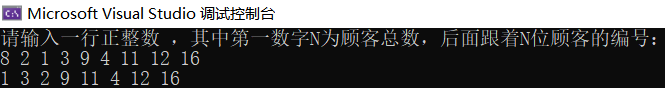 Microsoft Visual Studio 调试控制台
请输入一行正整数 ，其中第一数字N为顾客总数，后面跟着N位顾客的编号：
8 2 1 3 9 4 11 12 16
1 3 2 9 11 4 12 16